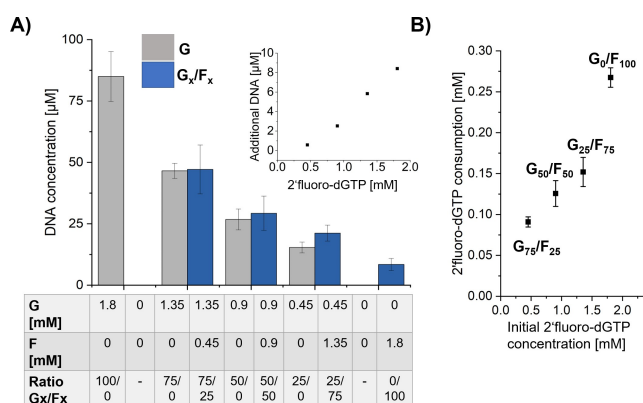 A)
100
75
50
25
0
DNA concentration [µM]
G
Gx/Fx
10
8
6
4
2
0
Additional DNA [µM]
0.0 0.5 1.0 1.5 2.0
2'fluoro-dGTP [mM]
G [mM] 1.8 0 1.35 1.35 0.9 0.9 0.45 0.45 0 0
F [mM] 0 0 0 0.45 0 0.9 0 1.35 0 1.8
Ratio Gx/Fx 100/0 - 75/0 75/25 50/0 50/50 25/0 25/75 - 0/100
B)
0.30
0.25
0.20
0.15
0.10
0.05
0.00
2'fluoro-dGTP consumption [mM]
G0/F100
G25/F75
G50/F50
G75/F25
0.0 0.5 1.0 1.5 2.0
Initial 2'fluoro-dGTP
concentration [mM]